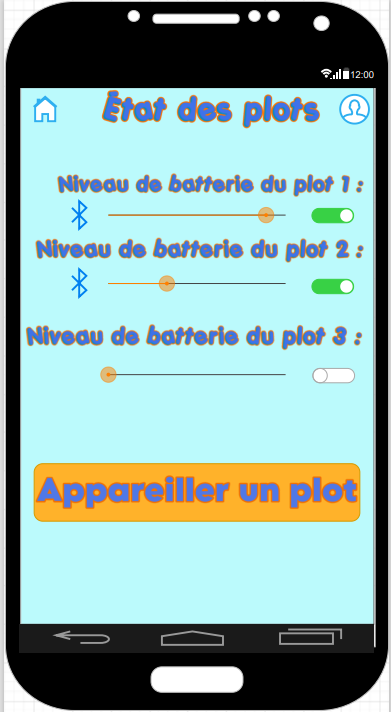 12:00
État des plots
Niveau de batterie du plot 1 :
Niveau de batterie du plot 2 :
Niveau de batterie du plot 3 :
Appareiller un plot